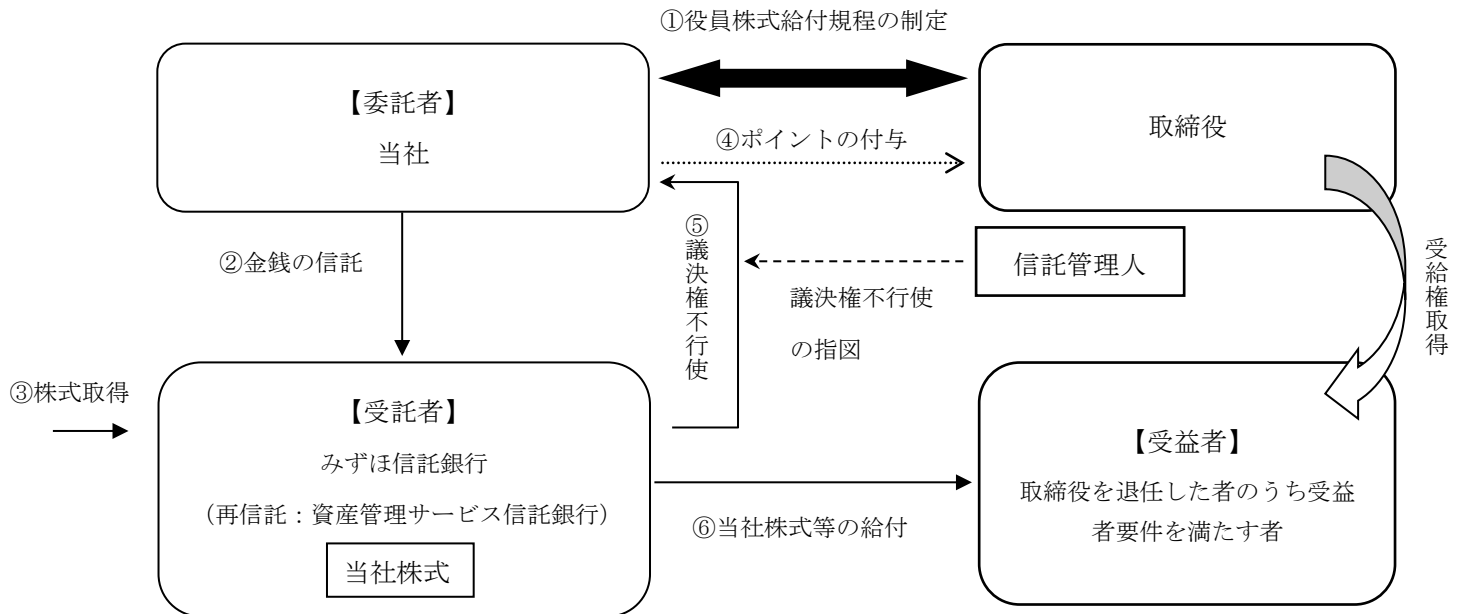 ①役員株式給付規程の制定
【委託者】
当社
取締役
④ポイントの付与
②金銭の信託
⑤議決権不行使
信託管理人
議決権不行使
の指図
受給権取得
③株式取得
【受託者】
みずほ信託銀行
（再信託：資産管理サービス信託銀行）
当社株式
⑥当社株式等の給付
【受益者】
取締役を退任した者のうち受益
者要件を満たす者